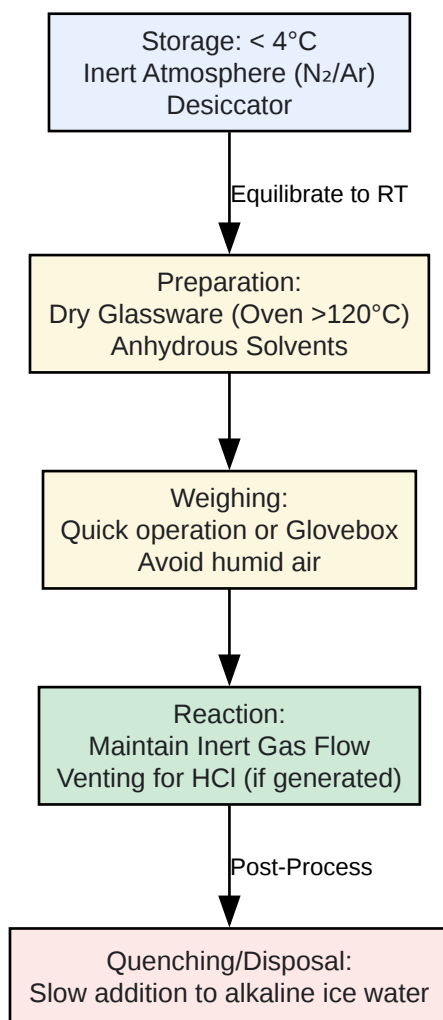 Storage: < 4°C
Inert Atmosphere (N₂/Ar)
Desiccator
Equilibrate to RT
Preparation:
Dry Glassware (Oven >120°C)
Anhydrous Solvents
Weighing:
Quick operation or Glovebox
Avoid humid air
Reaction:
Maintain Inert Gas Flow
Venting for HCl (if generated)
Post-Process
Quenching/Disposal:
Slow addition to alkaline ice water